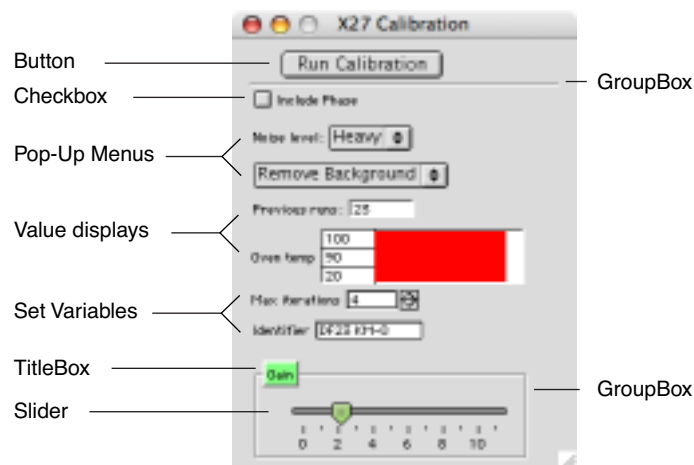 X27 Calibration
Button
Run Calibration
GroupBox
Checkbox
Include Phase
Noise level: Heavy
Pop-Up Menus
Remove Background
Previous runs: 25
Value displays
100
Oven temp 90
20
Max iterations 4
Set Variables
Identifier
TitleBox
Gain
GroupBox
Slider
0 2 4 6 8 10